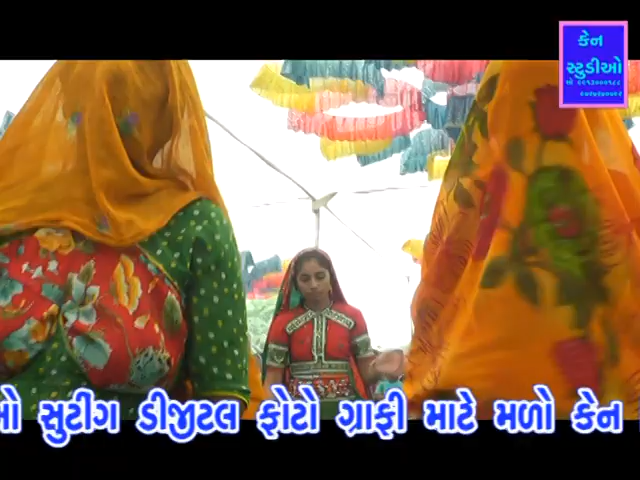 કેન
સ્ટુડીઓ
ઓ સુટીંગ ડીજીટલ ફોટો ગ્રાફી માટે મળો કેન